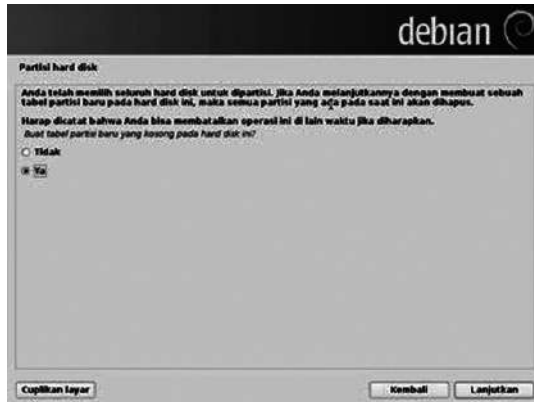 debian
Partisi hard disk
Anda telah memilih seluruh hard disk untuk dipartisi. Jika Anda melanjutkannya dengan membuat sebuah
tabel partisi baru pada hard disk ini, maka semua partisi yang ada pada saat ini akan dihapus.
Harap dicatat bahwa Anda bisa membatalkan operasi ini di lain waktu jika diharapkan.
Buat tabel partisi baru yang kosong pada hard disk ini?
Tidak
Ya
Cuplikan layar
Kembali
Lanjutkan